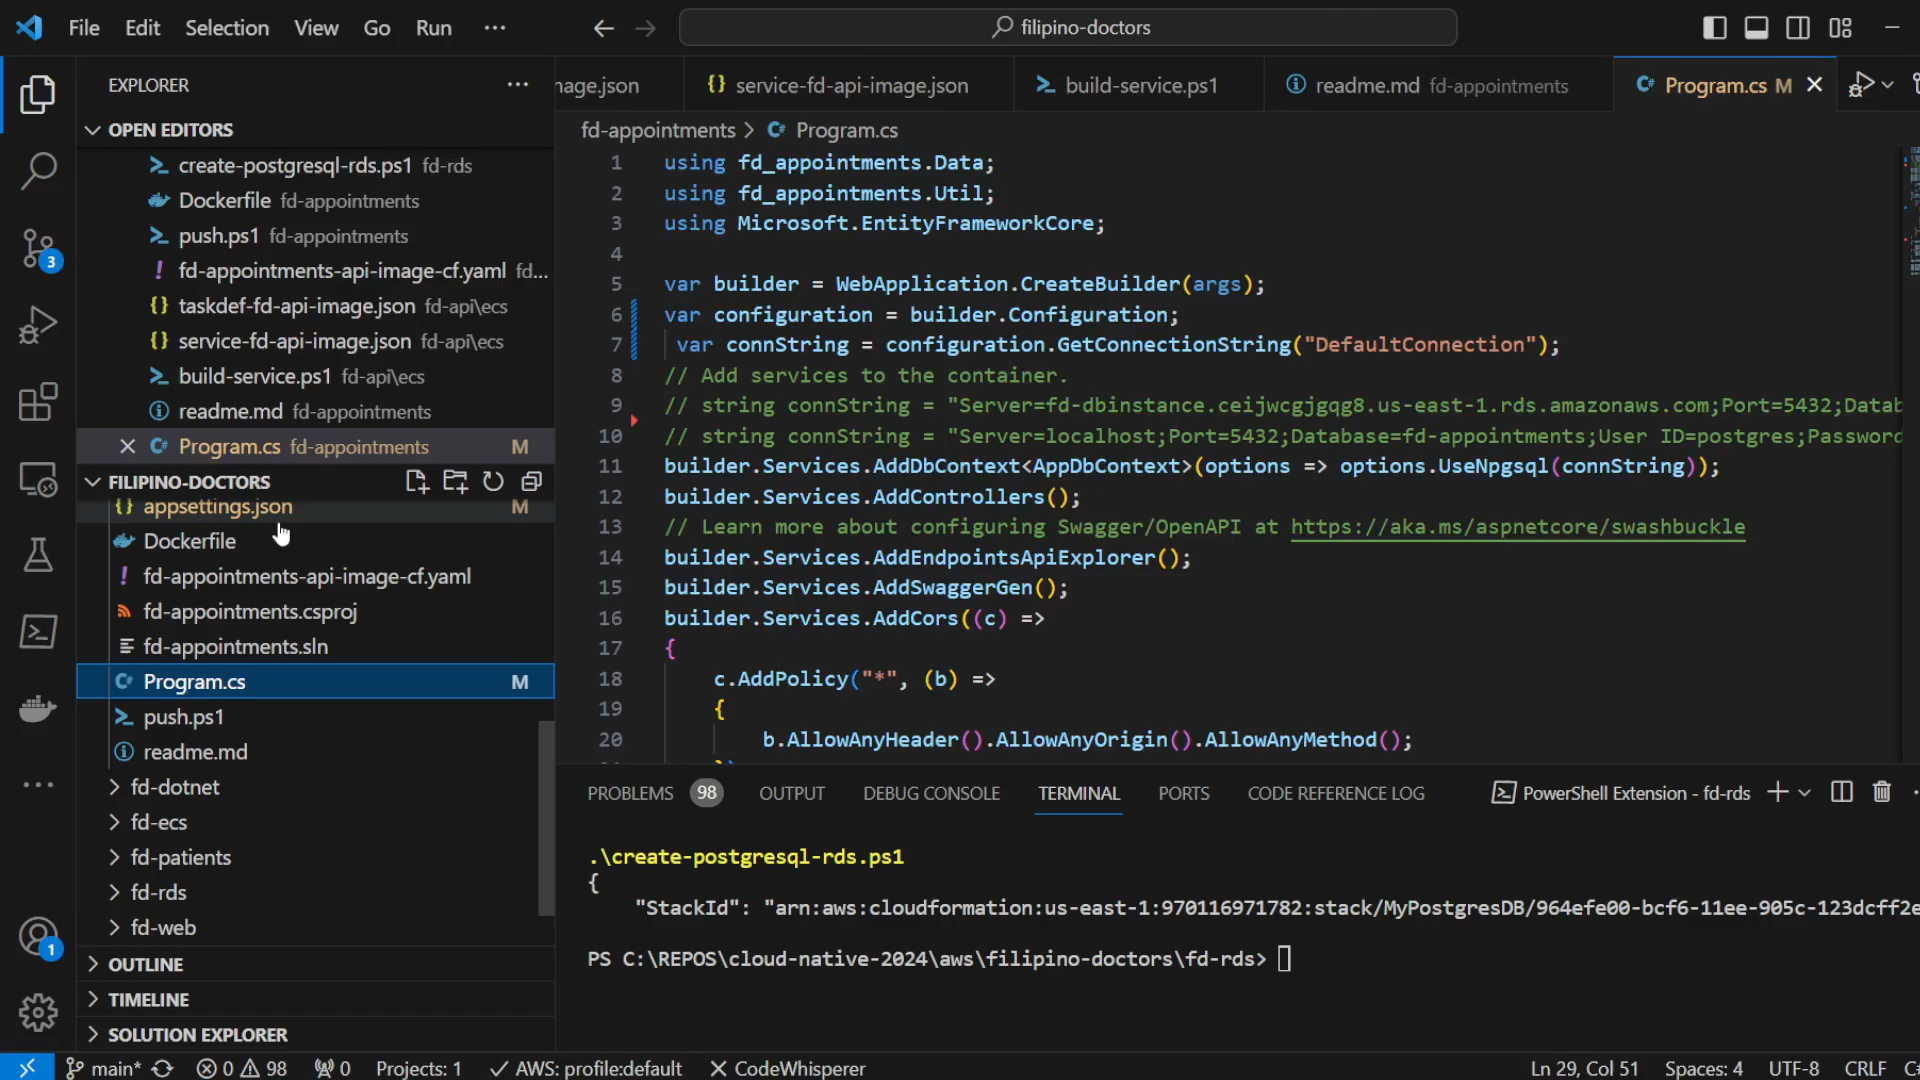 File Edit Selection View Go Run ···
filipino-doctors
EXPLORER ···
OPEN EDITORS
create-postgresql-rds.ps1 fd-rds
Dockerfile fd-appointments
push.ps1 fd-appointments
fd-appointments-api-image-cf.yaml fd...
taskdef-fd-api-image.json fd-api\ecs
service-fd-api-image.json fd-api\ecs
build-service.ps1 fd-api\ecs
readme.md fd-appointments
Program.cs fd-appointments M
FILIPINO-DOCTORS
appsettings.json M
Dockerfile
fd-appointments-api-image-cf.yaml
fd-appointments.csproj
fd-appointments.sln
Program.cs M
push.ps1
readme.md
fd-dotnet
fd-ecs
fd-patients
fd-rds
fd-web
OUTLINE
TIMELINE
SOLUTION EXPLORER
3
1
nage.json
{} service-fd-api-image.json
build-service.ps1
readme.md fd-appointments
Program.cs M
fd-appointments > Program.cs
1 using fd_appointments.Data;
2 using fd_appointments.Util;
3 using Microsoft.EntityFrameworkCore;
4
5 var builder = WebApplication.CreateBuilder(args);
6 var configuration = builder.Configuration;
7 var connString = configuration.GetConnectionString("DefaultConnection");
8 // Add services to the container.
9 // string connString = "Server=fd-dbinstance.ceijwcgjgqg8.us-east-1.rds.amazonaws.com;Port=5432;Datab
10 // string connString = "Server=localhost;Port=5432;Database=fd-appointments;User ID=postgres;Password
11 builder.Services.AddDbContext<AppDbContext>(options => options.UseNpgsql(connString));
12 builder.Services.AddControllers();
13 // Learn more about configuring Swagger/OpenAPI at https://aka.ms/aspnetcore/swashbuckle
14 builder.Services.AddEndpointsApiExplorer();
15 builder.Services.AddSwaggerGen();
16 builder.Services.AddCors((c) =>
17 {
18 c.AddPolicy("*", (b) =>
19 {
20 b.AllowAnyHeader().AllowAnyOrigin().AllowAnyMethod();
PROBLEMS 98 OUTPUT DEBUG CONSOLE TERMINAL PORTS CODE REFERENCE LOG PowerShell Extension - fd-rds
.\create-postgresql-rds.ps1
{
"StackId": "arn:aws:cloudformation:us-east-1:970116971782:stack/MyPostgresDB/964efe00-bcf6-11ee-905c-123dcff2e
PS C:\REPOS\cloud-native-2024\aws\filipino-doctors\fd-rds>
main* 0 98 0 Projects: 1 AWS: profile:default CodeWhisperer Ln 29, Col 51 Spaces: 4 UTF-8 CRLF